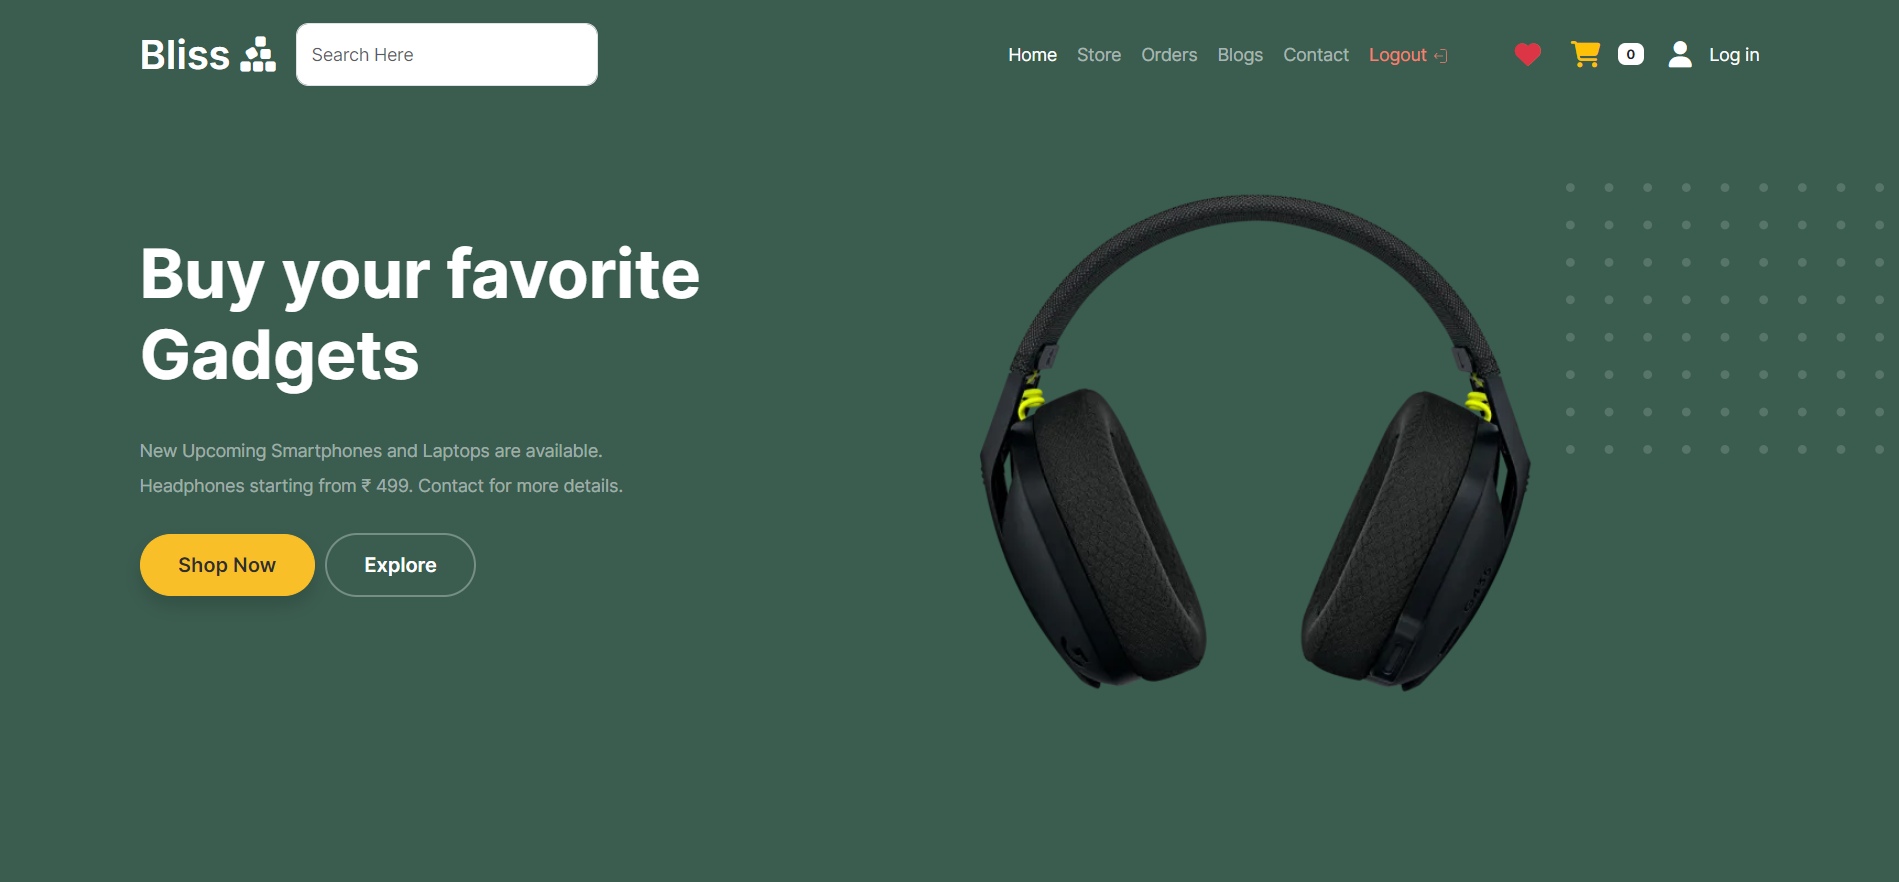 Bliss
Search Here
Home Store Orders Blogs Contact Logout 0 Log in
Buy your favorite
Gadgets
New Upcoming Smartphones and Laptops are available.
Headphones starting from ₹ 499. Contact for more details.
Shop Now Explore